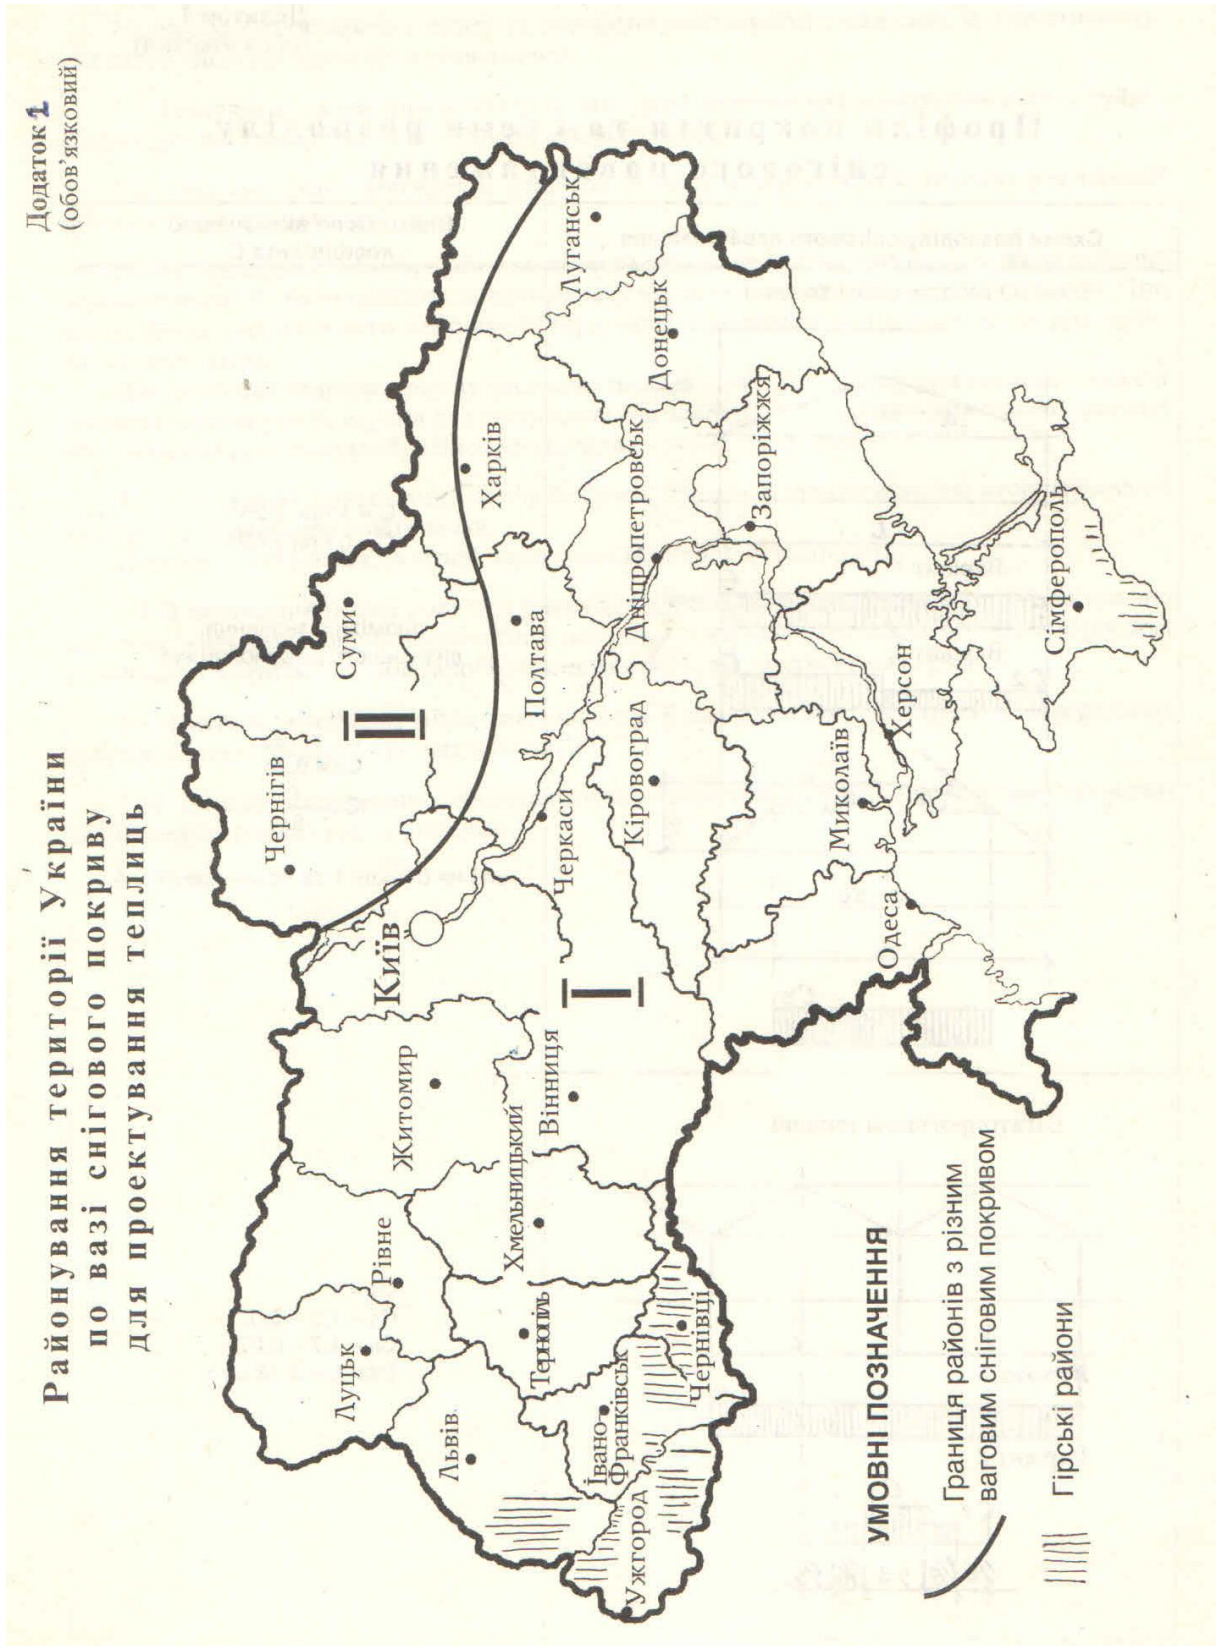 Додаток 1
(обов’язковий)
Районування території України
по вазі снігового покриву
для проектування теплиць
Чернігів
Суми
II
Київ
Харків
Луганськ
Луцьк
Рівне
Житомир
Львів
Тернопіль
Хмельницький
Вінниця
I
Черкаси
Полтава
Донецьк
Дніпропетровськ
Кіровоград
Запоріжжя
Ужгород
Івано
Франківськ
Чернівці
Миколаїв
Херсон
Одеса
Сімферополь
УМОВНІ ПОЗНАЧЕННЯ
Границя районів з різним
ваговим сніговим покривом
Гірські райони